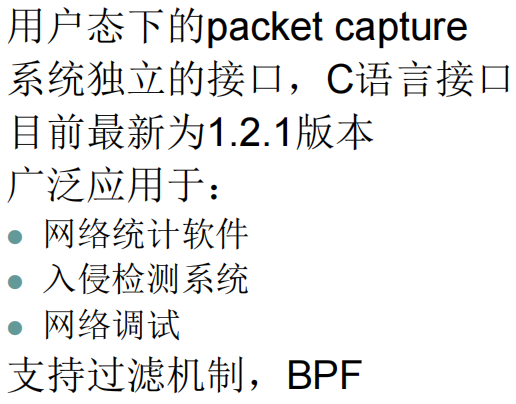 用户态下的packet capture
系统独立的接口，C语言接口
目前最新为1.2.1版本
广泛应用于：
● 网络统计软件
● 入侵检测系统
● 网络调试
支持过滤机制，BPF